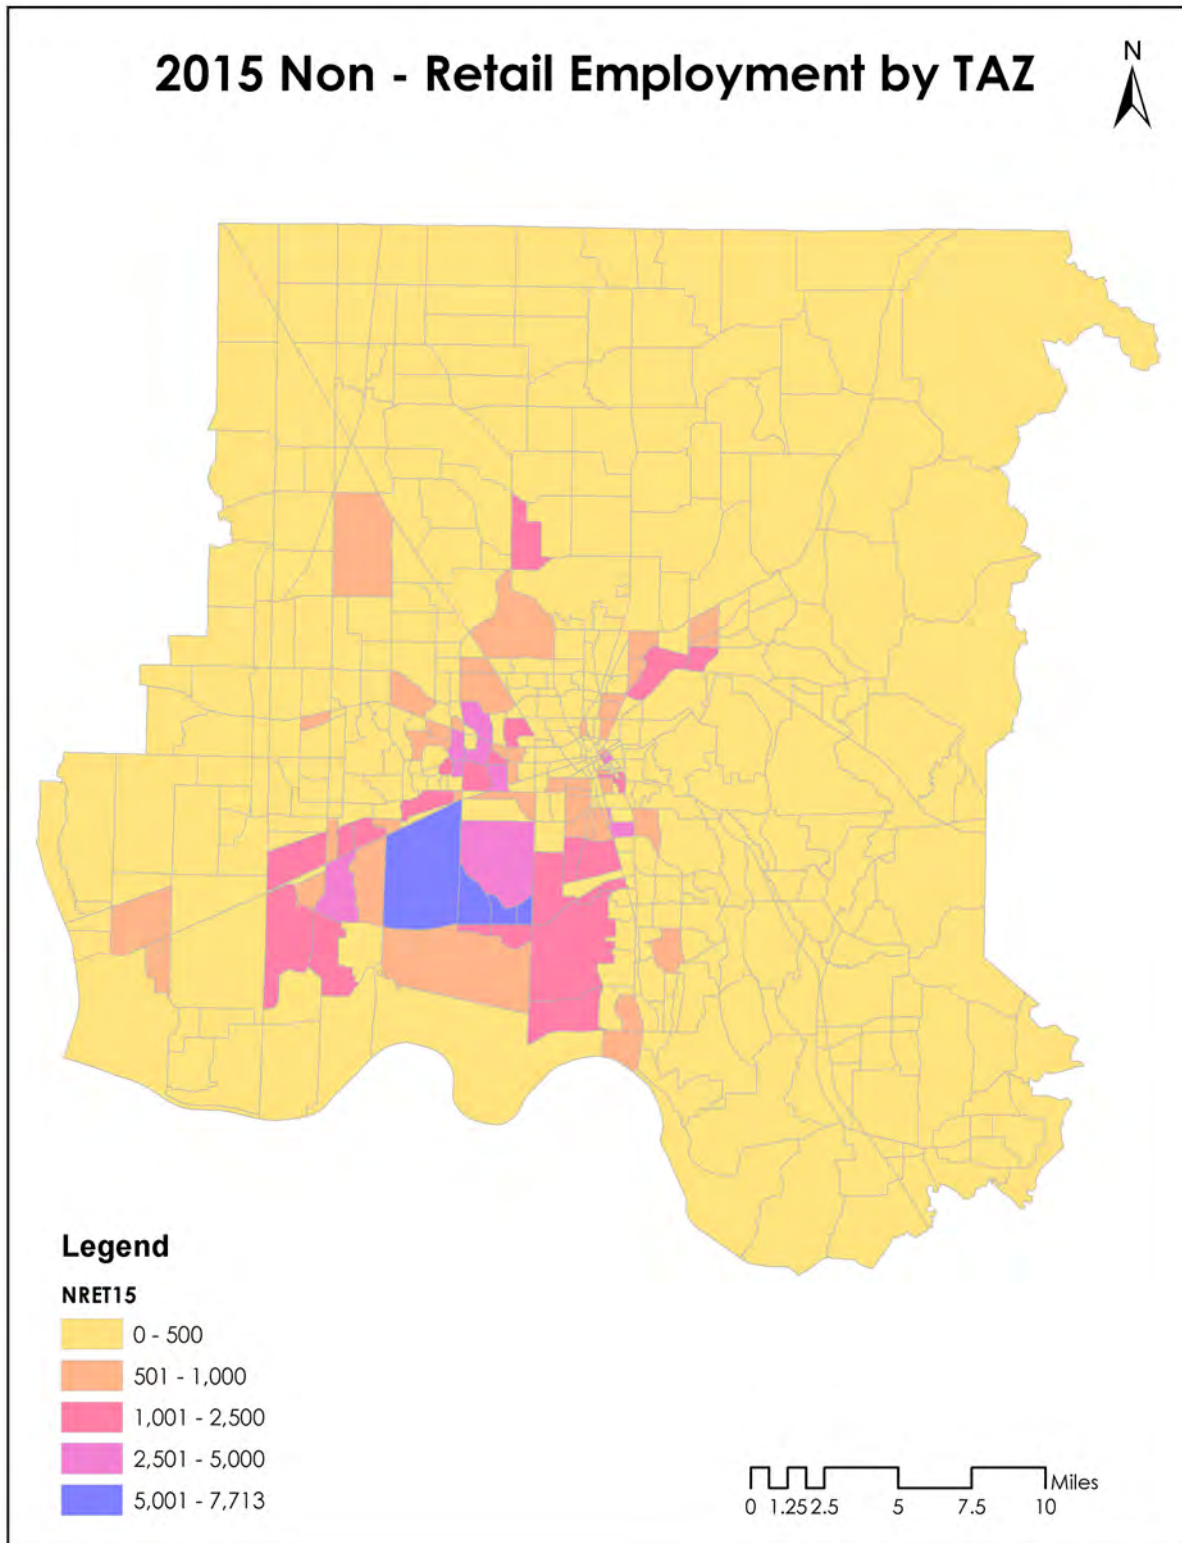 2015 Non - Retail Employment by TAZ
N
Legend
NRET15
0 - 500
501 - 1,000
1,001 - 2,500
2,501 - 5,000
5,001 - 7,713
Miles
0 1.25 2.5 5 7.5 10